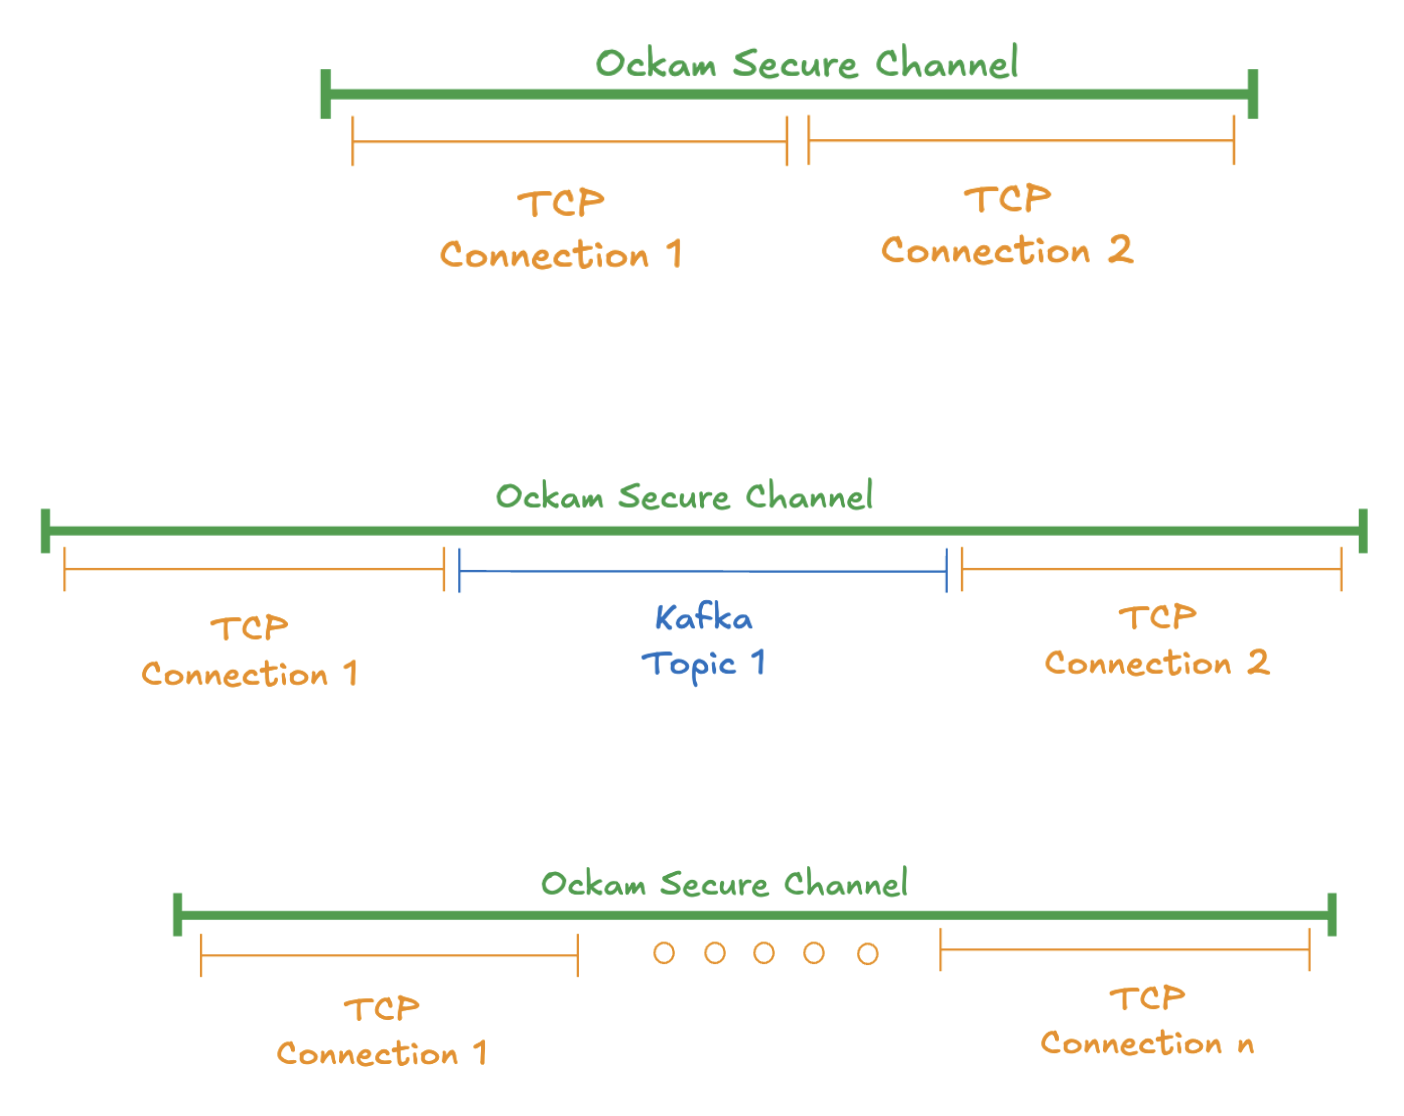 Ockam Secure Channel
TCP
Connection 1
TCP
Connection 2
Ockam Secure Channel
TCP
Connection 1
Kafka
Topic 1
TCP
Connection 2
Ockam Secure Channel
TCP
Connection 1
TCP
Connection n